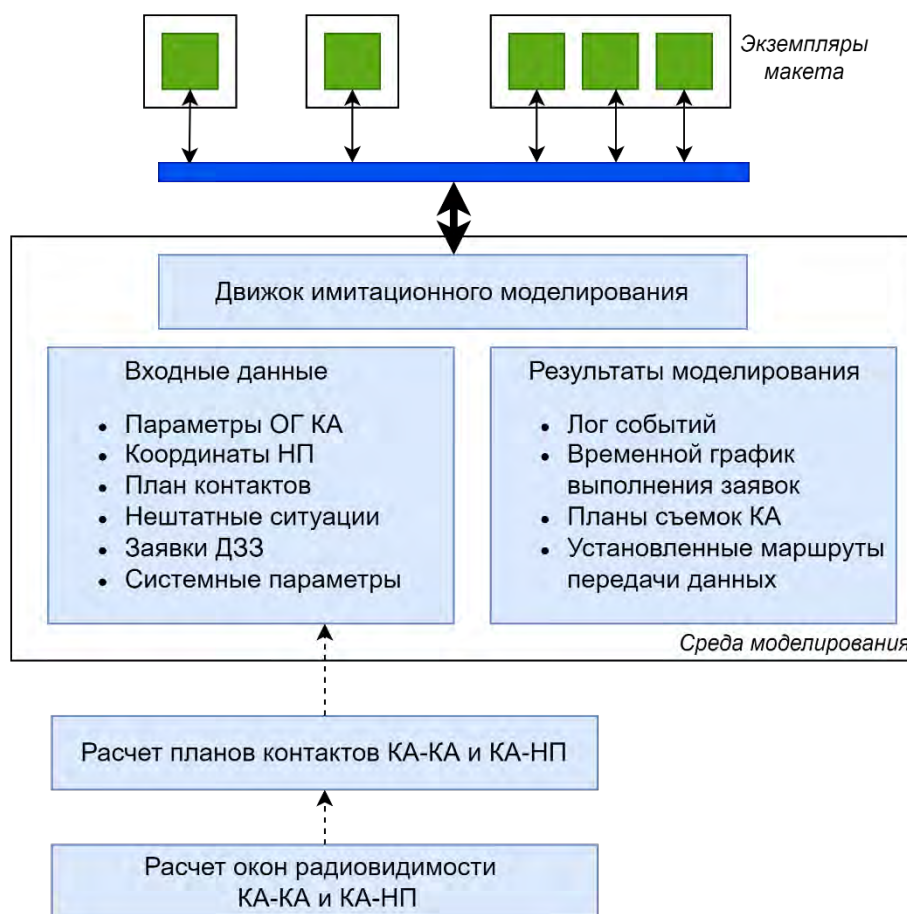 Экземпляры
макета
Движок имитационного моделирования
Входные данные
• Параметры ОГ КА
• Координаты НП
• План контактов
• Нештатные ситуации
• Заявки ДЗЗ
• Системные параметры
Результаты моделирования
• Лог событий
• Временной график
выполнения заявок
• Планы съемок КА
• Установленные маршруты
передачи данных
Среда моделирования
Расчет планов контактов КА-КА и КА-НП
Расчет окон радиовидимости
КА-КА и КА-НП